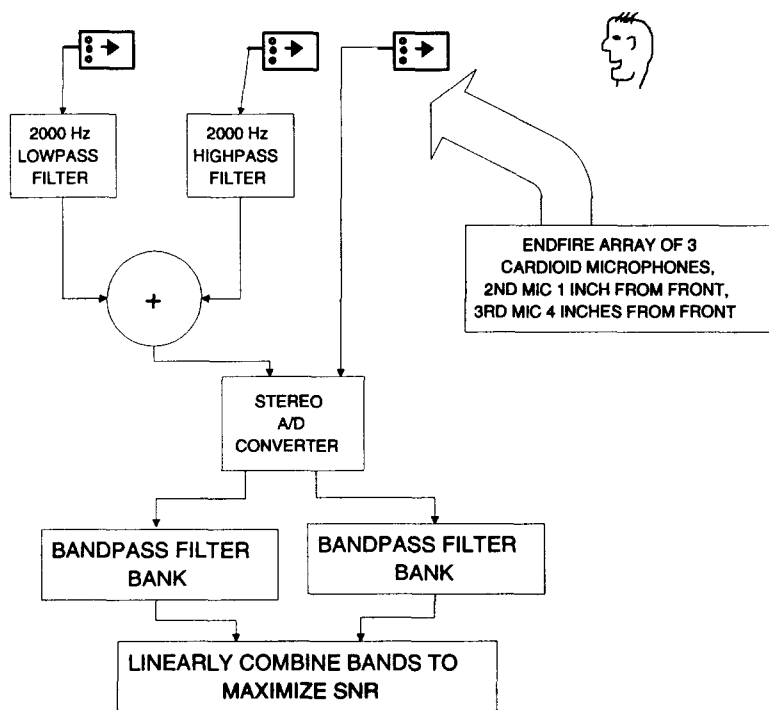 2000 Hz
LOWPASS
FILTER
2000 Hz
HIGHPASS
FILTER
ENDFIRE ARRAY OF 3
CARDIOID MICROPHONES,
2ND MIC 1 INCH FROM FRONT,
3RD MIC 4 INCHES FROM FRONT
+
STEREO
A/D
CONVERTER
BANDPASS FILTER
BANK
BANDPASS FILTER
BANK
LINEARLY COMBINE BANDS TO
MAXIMIZE SNR